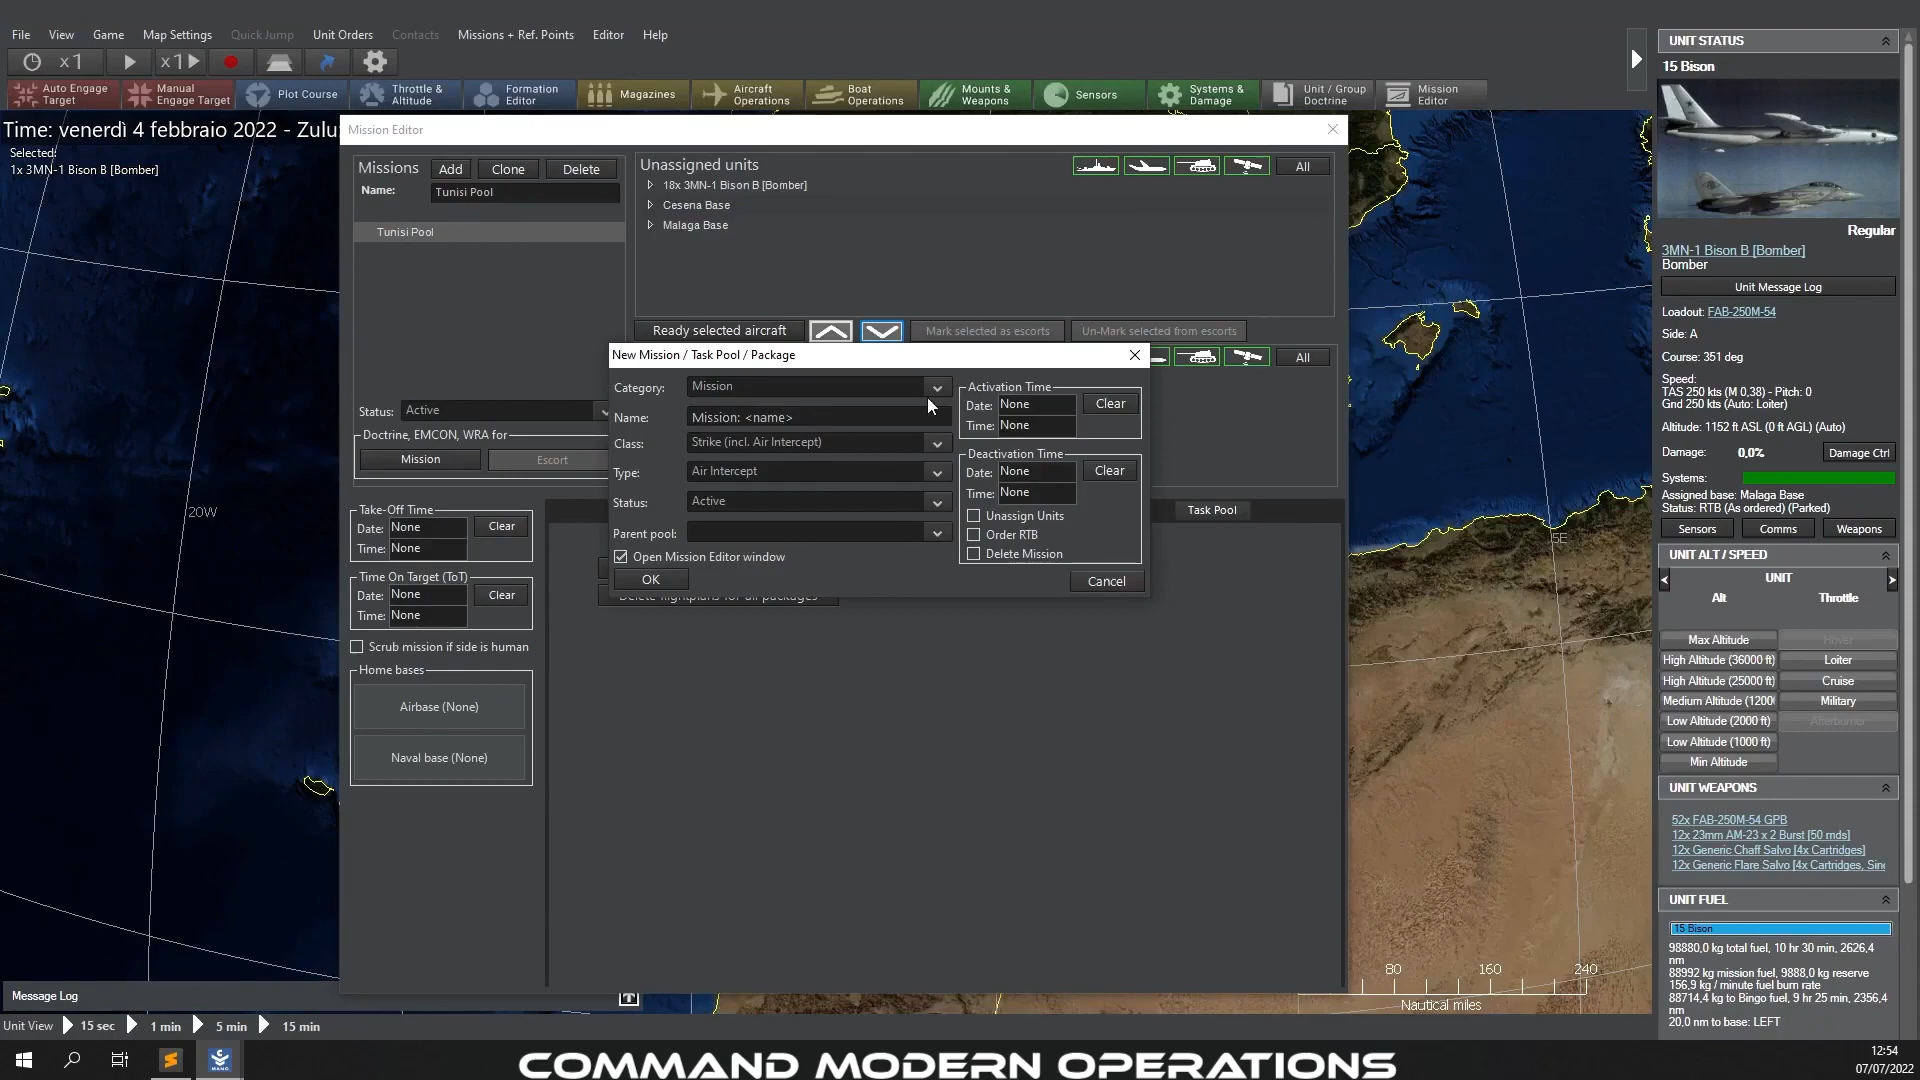 File View Game Map Settings Quick Jump Unit Orders Contacts Missions + Ref. Points Editor Help
x1 x1
Auto Engage Target
Manual Engage Target
Plot Course
Throttle & Altitude
Formation Editor
Magazines
Aircraft Operations
Boat Operations
Mounts & Weapons
Sensors
Systems & Damage
Unit / Group Doctrine
Mission Editor
Time: venerdì 4 febbraio 2022 - Zulu
Selected:
1x 3MN-1 Bison B [Bomber]
Mission Editor
Missions Add Clone Delete
Name: Tunisi Pool
Tunisi Pool
Status: Active
Doctrine, EMCON, WRA for
Mission Escort
Take-Off Time
Date: None Clear
Time: None
Time On Target (ToT)
Date: None Clear
Time: None
Scrub mission if side is human
Home bases
Airbase (None)
Naval base (None)
Unassigned units All
18x 3MN-1 Bison B [Bomber]
Cesena Base
Malaga Base
Ready selected aircraft Mark selected as escorts Un-Mark selected from escorts
All
Task Pool
New Mission / Task Pool / Package
Category: Mission
Name: Mission: <name>
Class: Strike (incl. Air Intercept)
Type: Air Intercept
Status: Active
Parent pool:
Open Mission Editor window
OK
Activation Time
Date: None Clear
Time: None
Deactivation Time
Date: None Clear
Time: None
Unassign Units
Order RTB
Delete Mission
Cancel
Delete flightplans for all packages
20W
5E
80 160 240
Nautical miles
Message Log
Unit View 15 sec 1 min 5 min 15 min
UNIT STATUS
15 Bison
Regular
3MN-1 Bison B [Bomber]
Bomber
Unit Message Log
Loadout: FAB-250M-54
Side: A
Course: 351 deg
Speed:
TAS 250 kts (M 0,38) - Pitch: 0
Gnd 250 kts (Auto: Loiter)
Altitude: 1152 ft ASL (0 ft AGL) (Auto)
Damage: 0,0% Damage Ctrl
Systems:
Assigned base: Malaga Base
Status: RTB (As ordered) (Parked)
Sensors Comms Weapons
UNIT ALT / SPEED
UNIT
Alt Throttle
Max Altitude Hover
High Altitude (36000 ft) Loiter
High Altitude (25000 ft) Cruise
Medium Altitude (1200 Military
Low Altitude (2000 ft) Afterburner
Low Altitude (1000 ft)
Min Altitude
UNIT WEAPONS
52x FAB-250M-54 GPB
12x 23mm AM-23 x 2 Burst [50 rnds]
12x Generic Chaff Salvo [4x Cartridges]
12x Generic Flare Salvo [4x Cartridges, Sin
UNIT FUEL
15 Bison
98880,0 kg total fuel, 10 hr 30 min, 2626,4
nm
88992 kg mission fuel, 9888,0 kg reserve
156,9 kg / minute fuel burn rate
88714,4 kg to Bingo fuel, 9 hr 25 min, 2356,4
nm
20,0 nm to base: LEFT
COMMAND MODERN OPERATIONS
12:54
07/07/2022